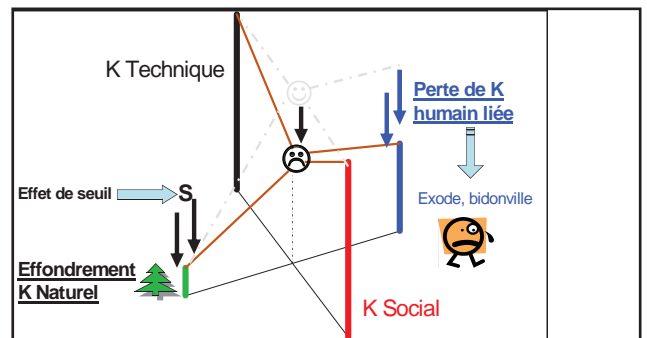 K Technique
Perte de K
humain liée
Effet de seuil
S
Exode, bidonville
Effondrement
K Naturel
K Social